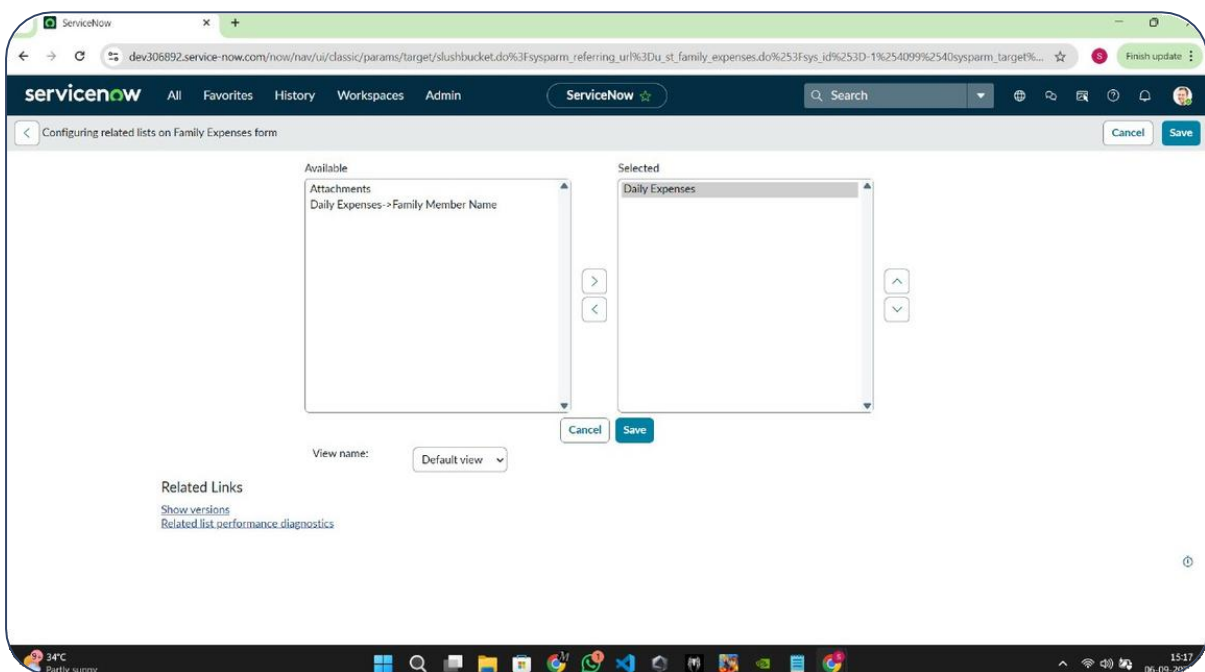 ServiceNow
dev306892.service-now.com/now/nav/ui/classic/params/target/slushbucket.do%3Fsysparm_referring_url%3Du_st_family_expenses.do%253Fsys_id%253D-1%254099%2540sysparm_target%...
S
Finish update
servicenow All Favorites History Workspaces Admin ServiceNow Search
Configuring related lists on Family Expenses form Cancel Save
Available Selected
Attachments Daily Expenses
Daily Expenses->Family Member Name
Cancel Save
View name: Default view
Related Links
Show versions
Related list performance diagnostics
34°C 15:17
Partly sunny